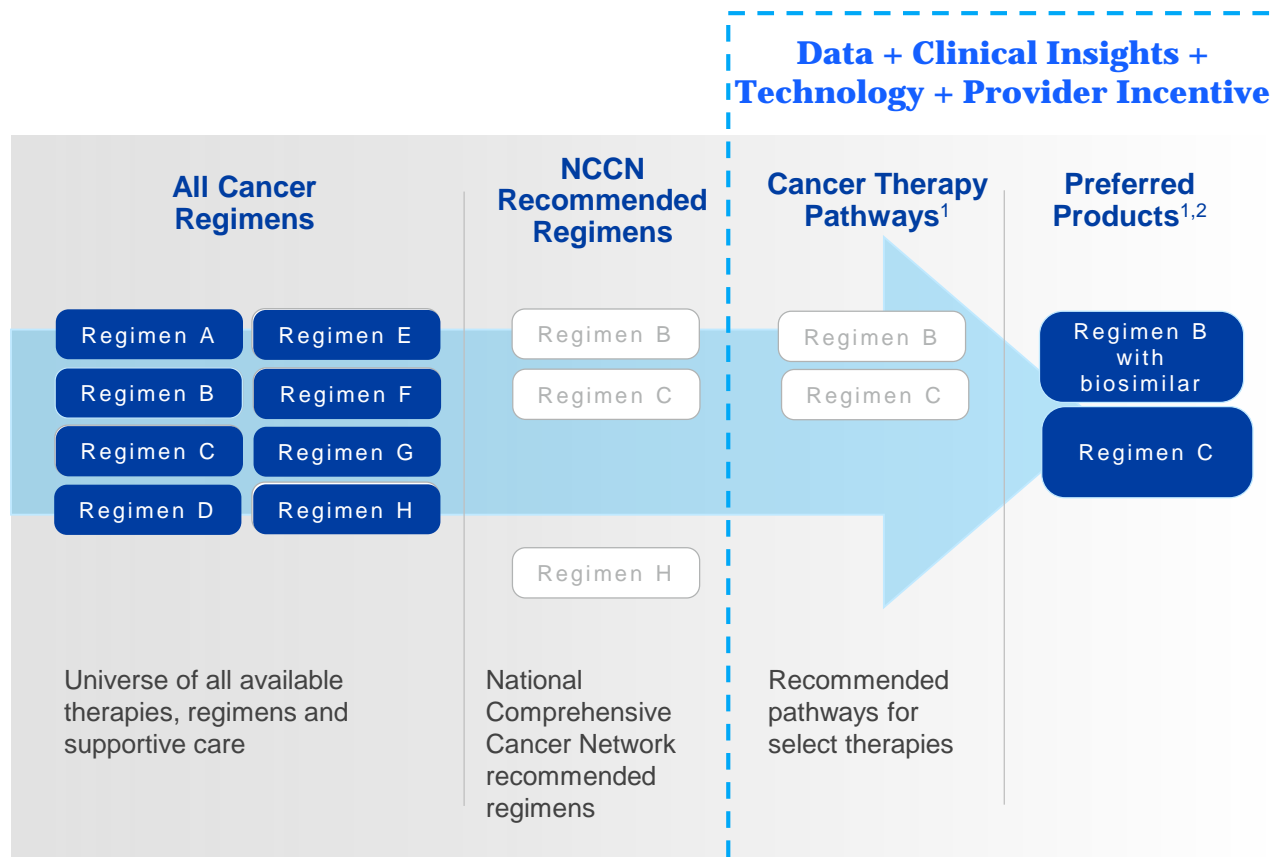 Data + Clinical Insights +
Technology + Provider Incentive
All Cancer
Regimens
NCCN
Recommended
Regimens
Cancer Therapy
Pathways1
Preferred
Products1,2
Regimen A
Regimen E
Regimen B
Regimen F
Regimen C
Regimen G
Regimen D
Regimen H
Regimen B
Regimen C
Regimen H
Regimen B
Regimen C
Regimen B
with
biosimilar
Regimen C
Universe of all available
therapies, regimens and
supportive care
National
Comprehensive
Cancer Network
recommended
regimens
Recommended
pathways for
select therapies